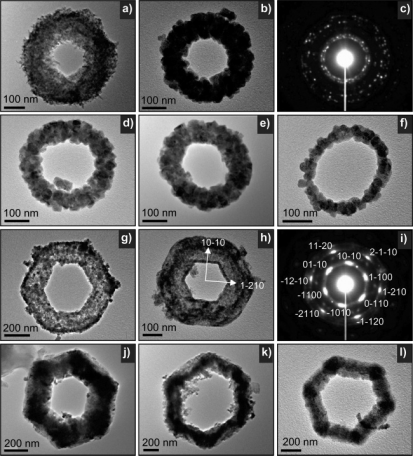 a)
100 nm
b)
100 nm
c)
d)
100 nm
e)
100 nm
f)
100 nm
g)
200 nm
h)
10-10
1-210
100 nm
i)
11-20
2-1-10
01-10
10-10
-12-10
1-100
1-210
-1100
0-110
-2110
-1010
-1-120
j)
200 nm
k)
200 nm
l)
200 nm